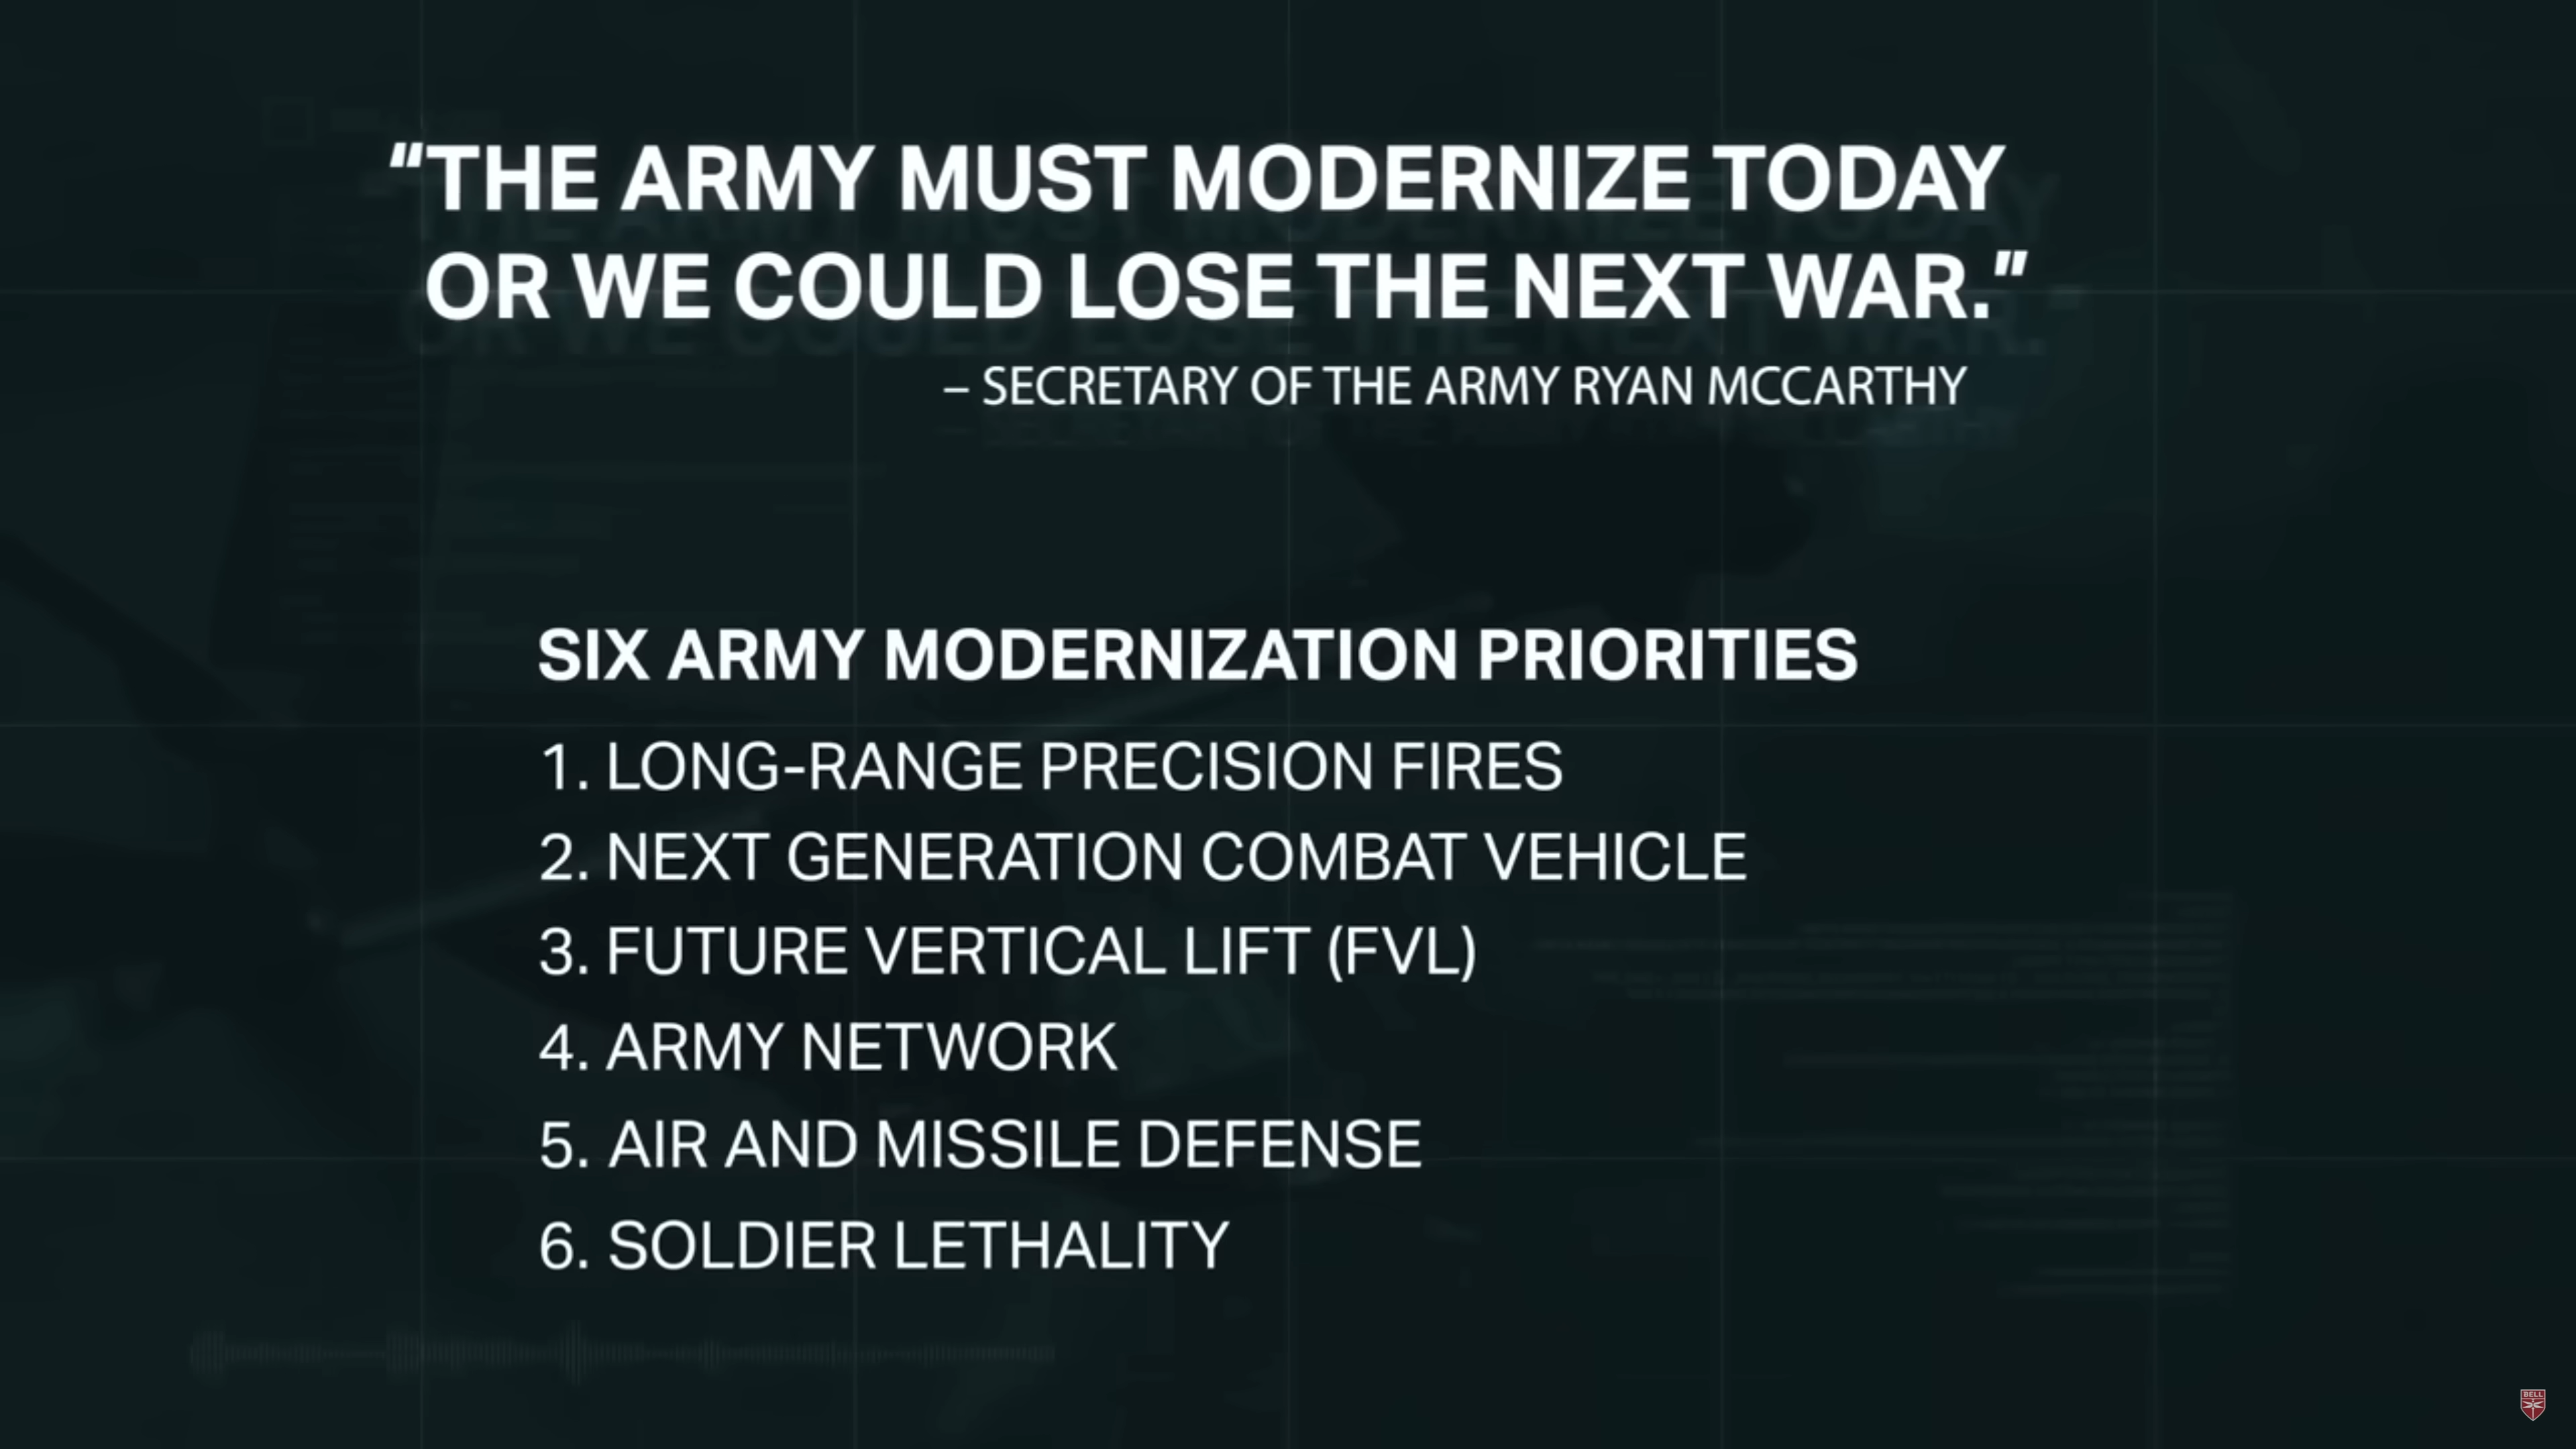 "THE ARMY MUST MODERNIZE TODAY
OR WE COULD LOSE THE NEXT WAR."
– SECRETARY OF THE ARMY RYAN MCCARTHY
SIX ARMY MODERNIZATION PRIORITIES
1. LONG-RANGE PRECISION FIRES
2. NEXT GENERATION COMBAT VEHICLE
3. FUTURE VERTICAL LIFT (FVL)
4. ARMY NETWORK
5. AIR AND MISSILE DEFENSE
6. SOLDIER LETHALITY
BELL